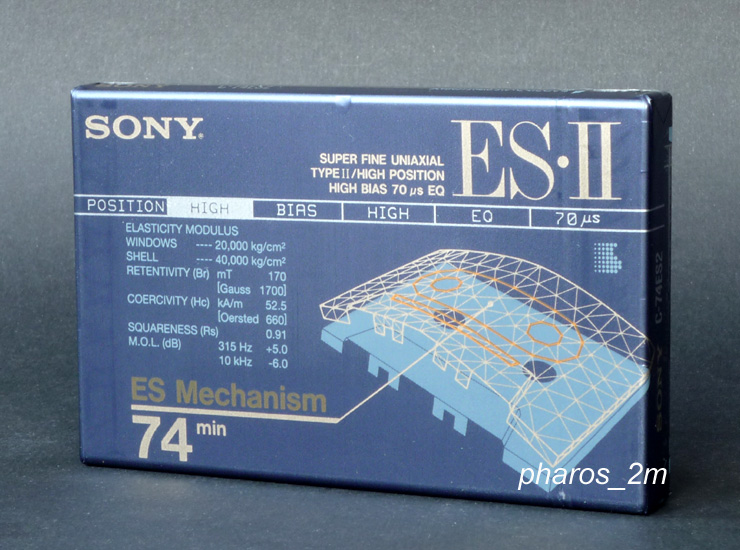 SONY®
ES·II
SUPER FINE UNIAXIAL
TYPE II/HIGH POSITION
HIGH BIAS 70 µs EQ
POSITION HIGH BIAS HIGH EQ 70 µs
ELASTICITY MODULUS
WINDOWS ---- 20,000 kg/cm²
SHELL ---- 40,000 kg/cm²
RETENTIVITY (Br) mT 170
[Gauss 1700]
COERCIVITY (Hc) kA/m 52.5
[Oersted 660]
SQUARENESS (Rs) 0.91
M.O.L. (dB) 315 Hz +5.0
10 kHz -6.0
ES Mechanism
74 min
SONY C-74ES2
pharos_2m